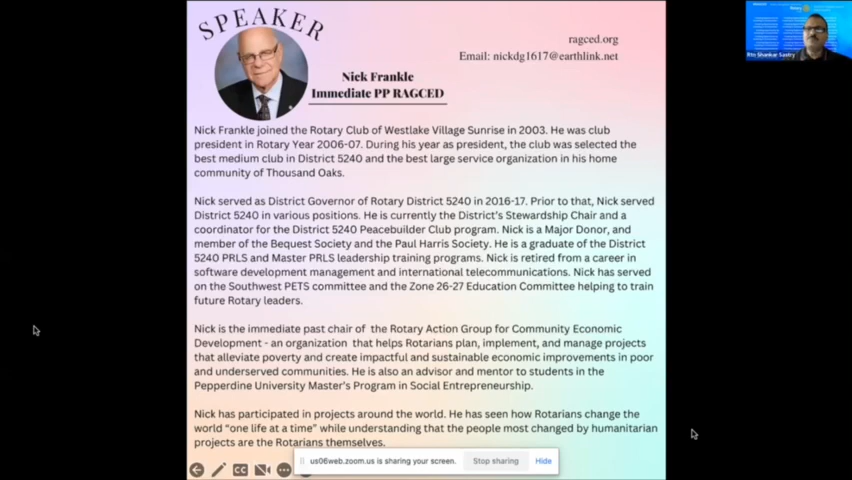 SPEAKER
ragced.org
Email: nickdg1617@earthlink.net
Nick Frankle
Immediate PP RAGCED
Nick Frankle joined the Rotary Club of Westlake Village Sunrise in 2003. He was club
president in Rotary Year 2006-07. During his year as president, the club was selected the
best medium club in District 5240 and the best large service organization in his home
community of Thousand Oaks.
Nick served as District Governor of Rotary District 5240 in 2016-17. Prior to that, Nick served
District 5240 in various positions. He is currently the District's Stewardship Chair and a
coordinator for the District 5240 Peacebuilder Club program. Nick is a Major Donor, and
member of the Bequest Society and the Paul Harris Society. He is a graduate of the District
5240 PRLS and Master PRLS leadership training programs. Nick is retired from a career in
software development management and international telecommunications. Nick has served
on the Southwest PETS committee and the Zone 26-27 Education Committee helping to train
future Rotary leaders.
Nick is the immediate past chair of the Rotary Action Group for Community Economic
Development - an organization that helps Rotarians plan, implement, and manage projects
that alleviate poverty and create impactful and sustainable economic improvements in poor
and underserved communities. He is also an advisor and mentor to students in the
Pepperdine University Master's Program in Social Entrepreneurship.
Nick has participated in projects around the world. He has seen how Rotarians change the
world "one life at a time" while understanding that the people most changed by humanitarian
projects are the Rotarians themselves.
us06web.zoom.us is sharing your screen.
Stop sharing
Hide
CC
Rotary
Rtn Shankar Sastry